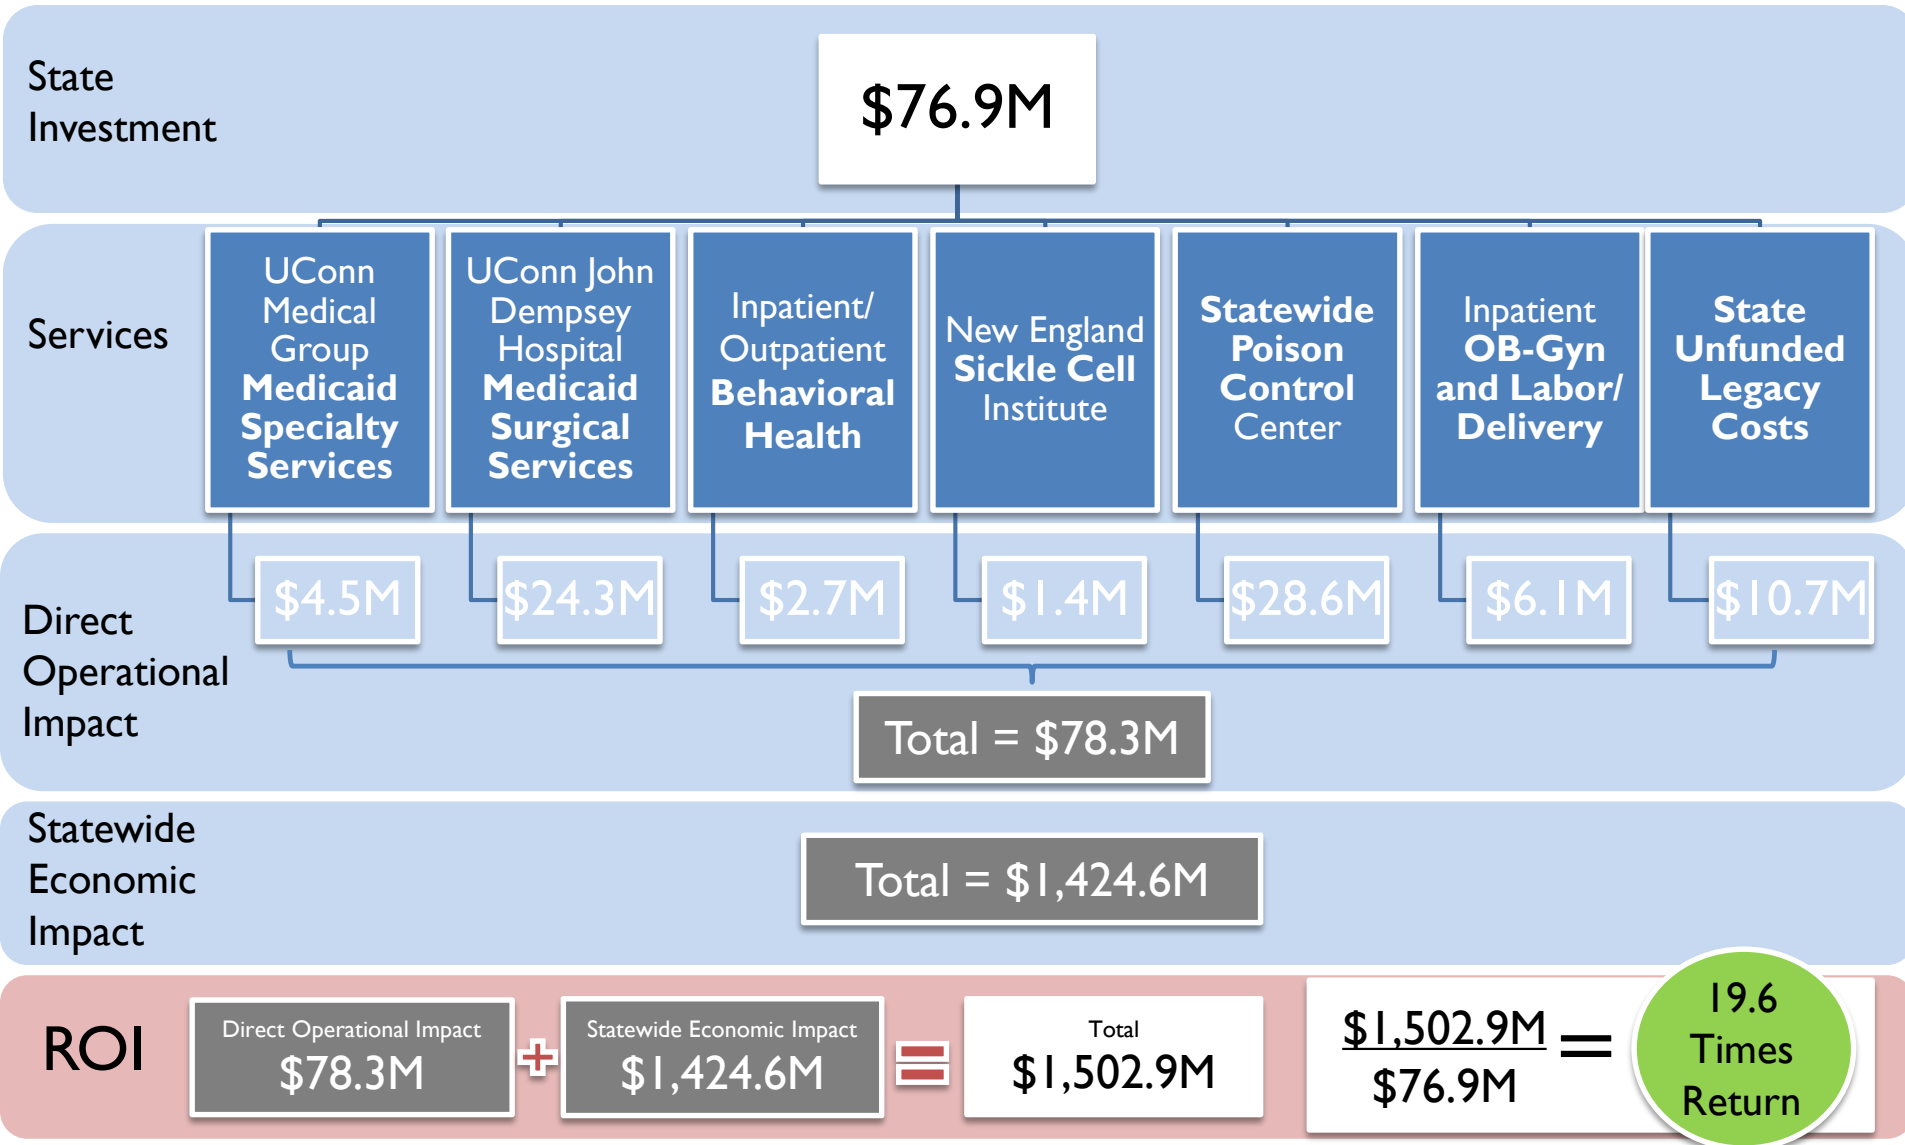 State
Investment
$76.9M
Services
UConn
Medical
Group
Medicaid
Specialty
Services
UConn John
Dempsey
Hospital
Medicaid
Surgical
Services
Inpatient/
Outpatient
Behavioral
Health
New England
Sickle Cell
Institute
Statewide
Poison
Control
Center
Inpatient
OB-Gyn
and Labor/
Delivery
State
Unfunded
Legacy
Costs
Direct
Operational
Impact
$4.5M
$24.3M
$2.7M
$1.4M
$28.6M
$6.1M
$10.7M
Total = $78.3M
Statewide
Economic
Impact
Total = $1,424.6M
ROI
Direct Operational Impact
$78.3M
+
Statewide Economic Impact
$1,424.6M
=
Total
$1,502.9M
$1,502.9M
$76.9M
=
19.6
Times
Return